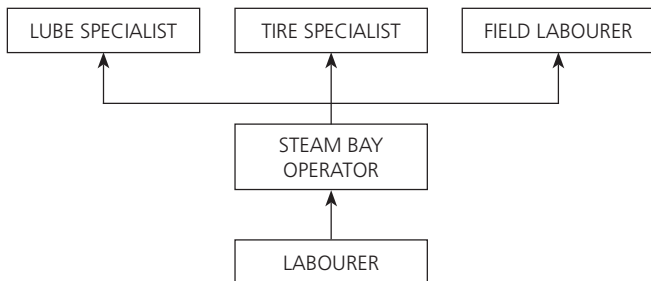 LUBE SPECIALIST
TIRE SPECIALIST
FIELD LABOURER
STEAM BAY
OPERATOR
LABOURER